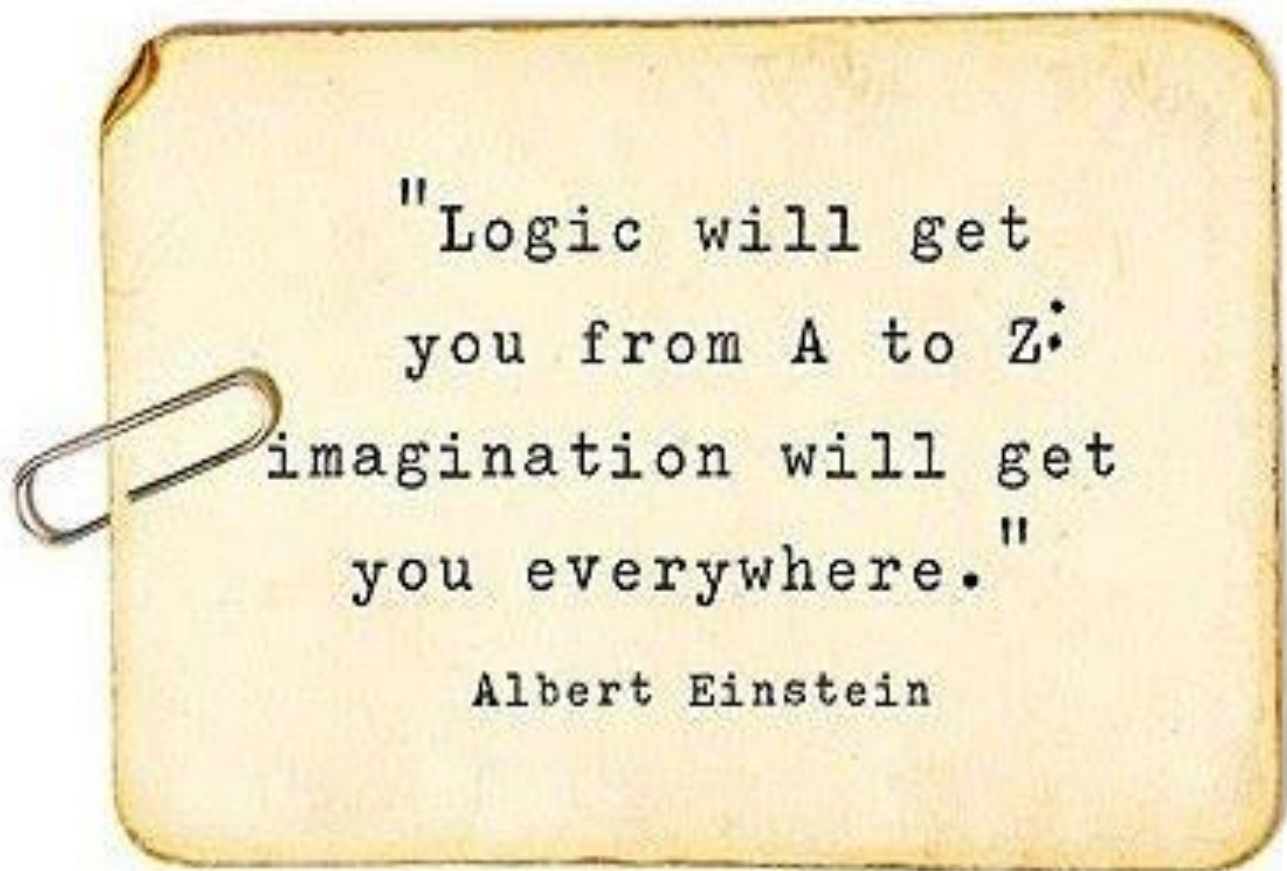 "Logic will get
you from A to Z:
imagination will get
you everywhere."
Albert Einstein